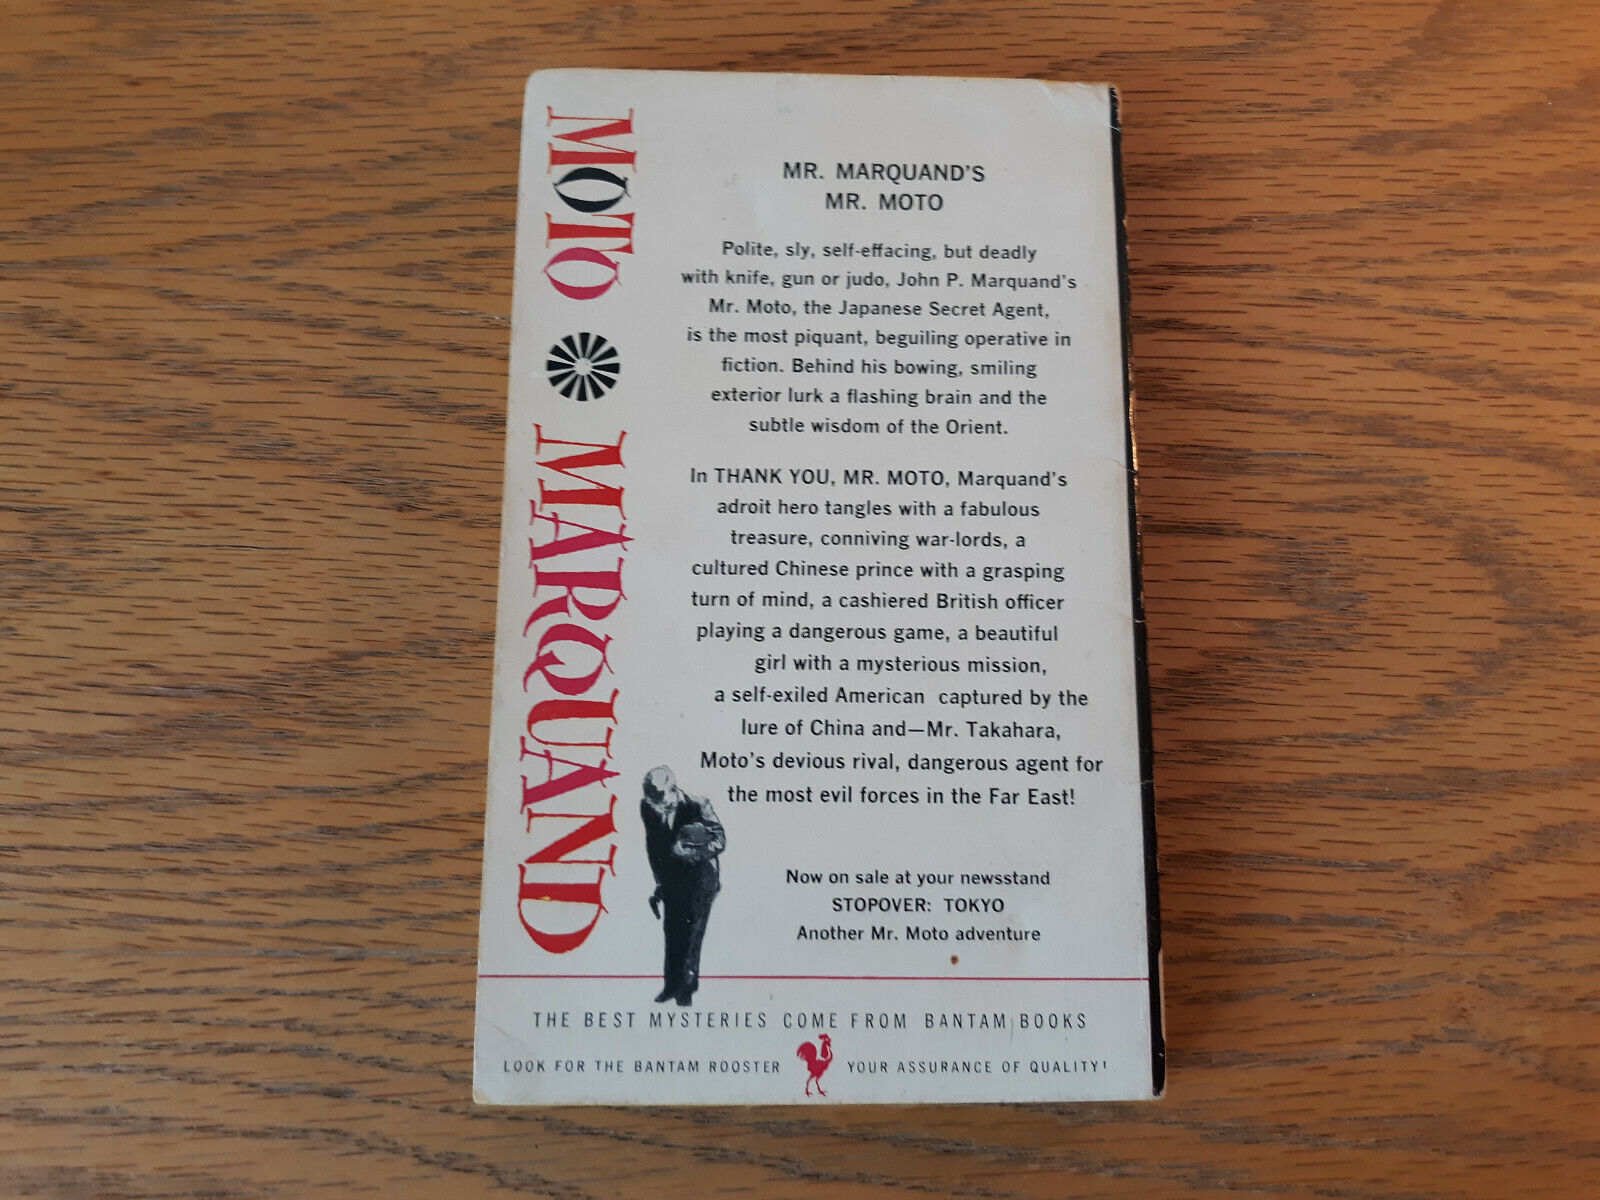 MOTO MARQUAND
MR. MARQUAND'S
MR. MOTO
Polite, sly, self-effacing, but deadly
with knife, gun or judo, John P. Marquand's
Mr. Moto, the Japanese Secret Agent,
is the most piquant, beguiling operative in
fiction. Behind his bowing, smiling
exterior lurk a flashing brain and the
subtle wisdom of the Orient.
In THANK YOU, MR. MOTO, Marquand's
adroit hero tangles with a fabulous
treasure, conniving war-lords, a
cultured Chinese prince with a grasping
turn of mind, a cashiered British officer
playing a dangerous game, a beautiful
girl with a mysterious mission,
a self-exiled American captured by the
lure of China and—Mr. Takahara,
Moto's devious rival, dangerous agent for
the most evil forces in the Far East!
Now on sale at your newsstand
STOPOVER: TOKYO
Another Mr. Moto adventure
THE BEST MYSTERIES COME FROM BANTAM BOOKS
LOOK FOR THE BANTAM ROOSTER YOUR ASSURANCE OF QUALITY!